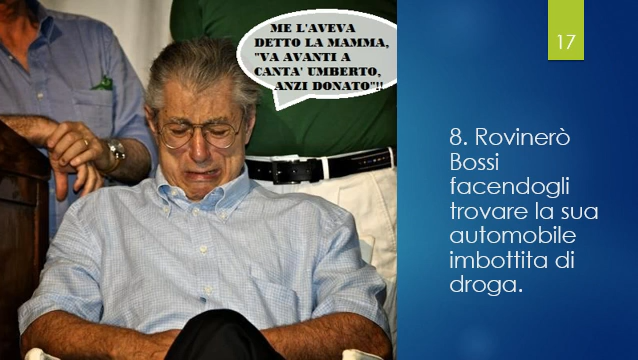 ME L'AVEVA
DETTO LA MAMMA,
"VA AVANTI A
CANTA' UMBERTO,
ANZI DONATO"!!
17
8. Rovinerò
Bossi
facendogli
trovare la sua
automobile
imbottita di
droga.